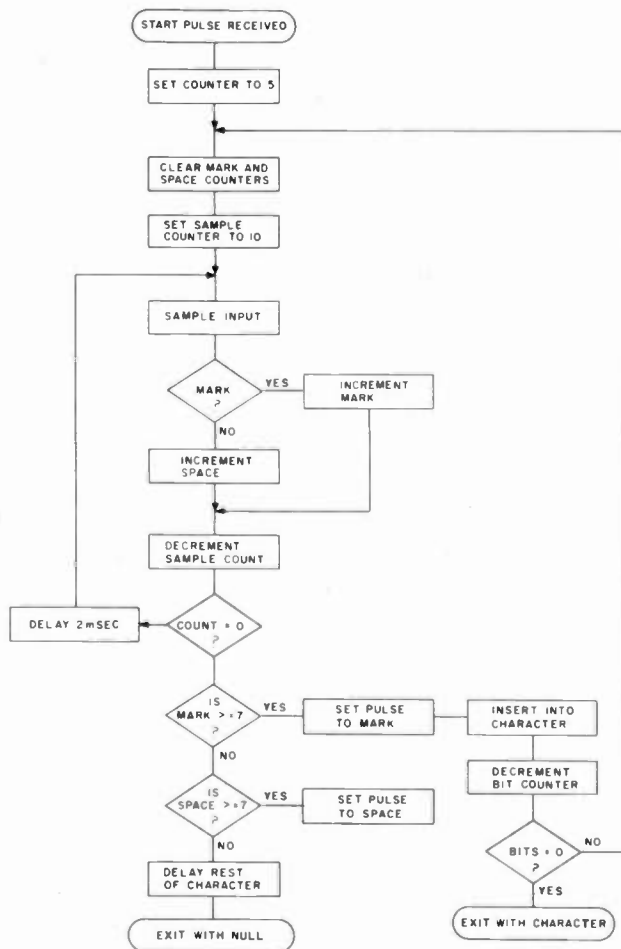 START PULSE RECEIVED
SET COUNTER TO 5
CLEAR MARK AND
SPACE COUNTERS
SET SAMPLE
COUNTER TO 10
SAMPLE INPUT
MARK
?
YES
INCREMENT
MARK
NO
INCREMENT
SPACE
DECREMENT
SAMPLE COUNT
DELAY 2mSEC
COUNT = 0
?
IS
MARK >=7
?
YES
SET PULSE
TO MARK
INSERT INTO
CHARACTER
NO
DECREMENT
BIT COUNTER
IS
SPACE >=7
?
YES
SET PULSE
TO SPACE
BITS = 0
?
NO
NO
DELAY REST
OF CHARACTER
YES
EXIT WITH NULL
EXIT WITH CHARACTER